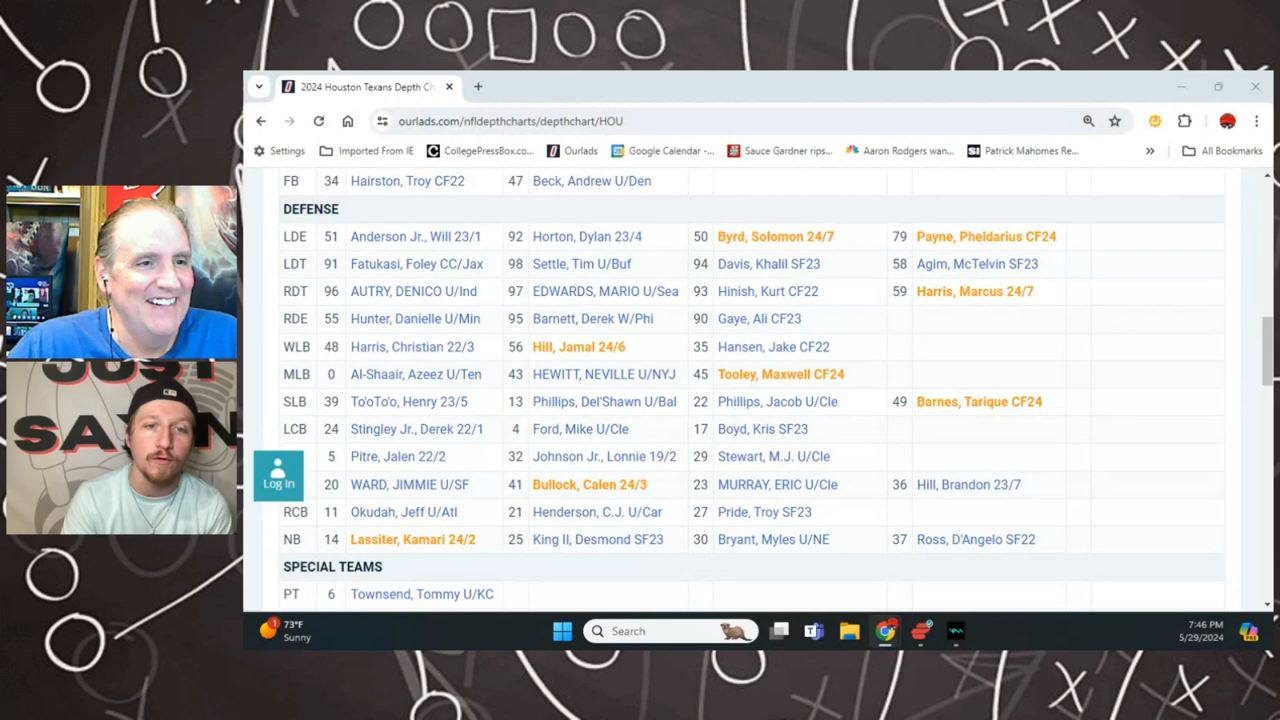 2024 Houston Texans Depth Ch
ourlads.com/nfldepthcharts/depthchart/HOU
Settings Imported From IE CollegePressBox.co... Ourlads Google Calendar -... Sauce Gardner rips... Aaron Rodgers wan... Patrick Mahomes Re... » All Bookmarks
FB 34 Hairston, Troy CF22 47 Beck, Andrew U/Den
DEFENSE
LDE 51 Anderson Jr., Will 23/1 92 Horton, Dylan 23/4 50 Byrd, Solomon 24/7 79 Payne, Pheldarius CF24
LDT 91 Fatukasi, Foley CC/Jax 98 Settle, Tim U/Buf 94 Davis, Khalil SF23 58 Agim, McTelvin SF23
RDT 96 AUTRY, DENICO U/Ind 97 EDWARDS, MARIO U/Sea 93 Hinish, Kurt CF22 59 Harris, Marcus 24/7
RDE 55 Hunter, Danielle U/Min 95 Barnett, Derek W/Phi 90 Gaye, Ali CF23
WLB 48 Harris, Christian 22/3 56 Hill, Jamal 24/6 35 Hansen, Jake CF22
MLB 0 Al-Shaair, Azeez U/Ten 43 HEWITT, NEVILLE U/NYJ 45 Tooley, Maxwell CF24
SLB 39 To'oTo'o, Henry 23/5 13 Phillips, Del'Shawn U/Bal 22 Phillips, Jacob U/Cle 49 Barnes, Tarique CF24
LCB 24 Stingley Jr., Derek 22/1 4 Ford, Mike U/Cle 17 Boyd, Kris SF23
5 Pitre, Jalen 22/2 32 Johnson Jr., Lonnie 19/2 29 Stewart, M.J. U/Cle
Log In
20 WARD, JIMMIE U/SF 41 Bullock, Calen 24/3 23 MURRAY, ERIC U/Cle 36 Hill, Brandon 23/7
RCB 11 Okudah, Jeff U/Atl 21 Henderson, C.J. U/Car 27 Pride, Troy SF23
NB 14 Lassiter, Kamari 24/2 25 King II, Desmond SF23 30 Bryant, Myles U/NE 37 Ross, D'Angelo SF22
SPECIAL TEAMS
PT 6 Townsend, Tommy U/KC
JUST
SAYIN
1 73°F
Sunny
Search
7:46 PM
5/29/2024